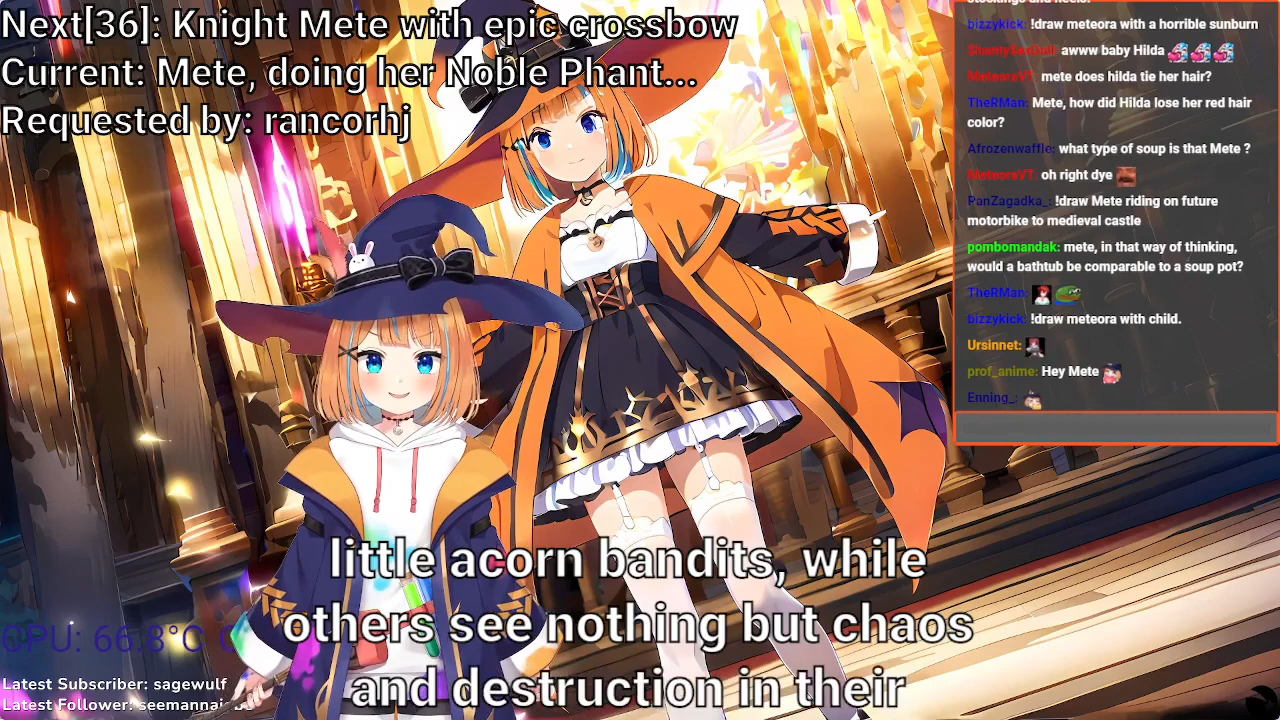 Next[36]: Knight Mete with epic crossbow
Current: Mete, doing her Noble Phant...
Requested by: rancorhj
bizzykick: !draw meteora with a horrible sunburn
awww baby Hilda
MeteoraVT: mete does hilda tie her hair?
TheRMan: Mete, how did Hilda lose her red hair
color?
Afrozenwaffle: what type of soup is that Mete ?
MeteoraVT: oh right dye
PanZagadka_: !draw Mete riding on future
motorbike to medieval castle
pombomandak: mete, in that way of thinking,
would a bathtub be comparable to a soup pot?
TheRMan:
bizzykick: !draw meteora with child.
Ursinnet:
prof_anime: Hey Mete
Enning_:
little acorn bandits, while
others see nothing but chaos
and destruction in their
GPU: 66.8°C
Latest Subscriber: sagewulf
Latest Follower: